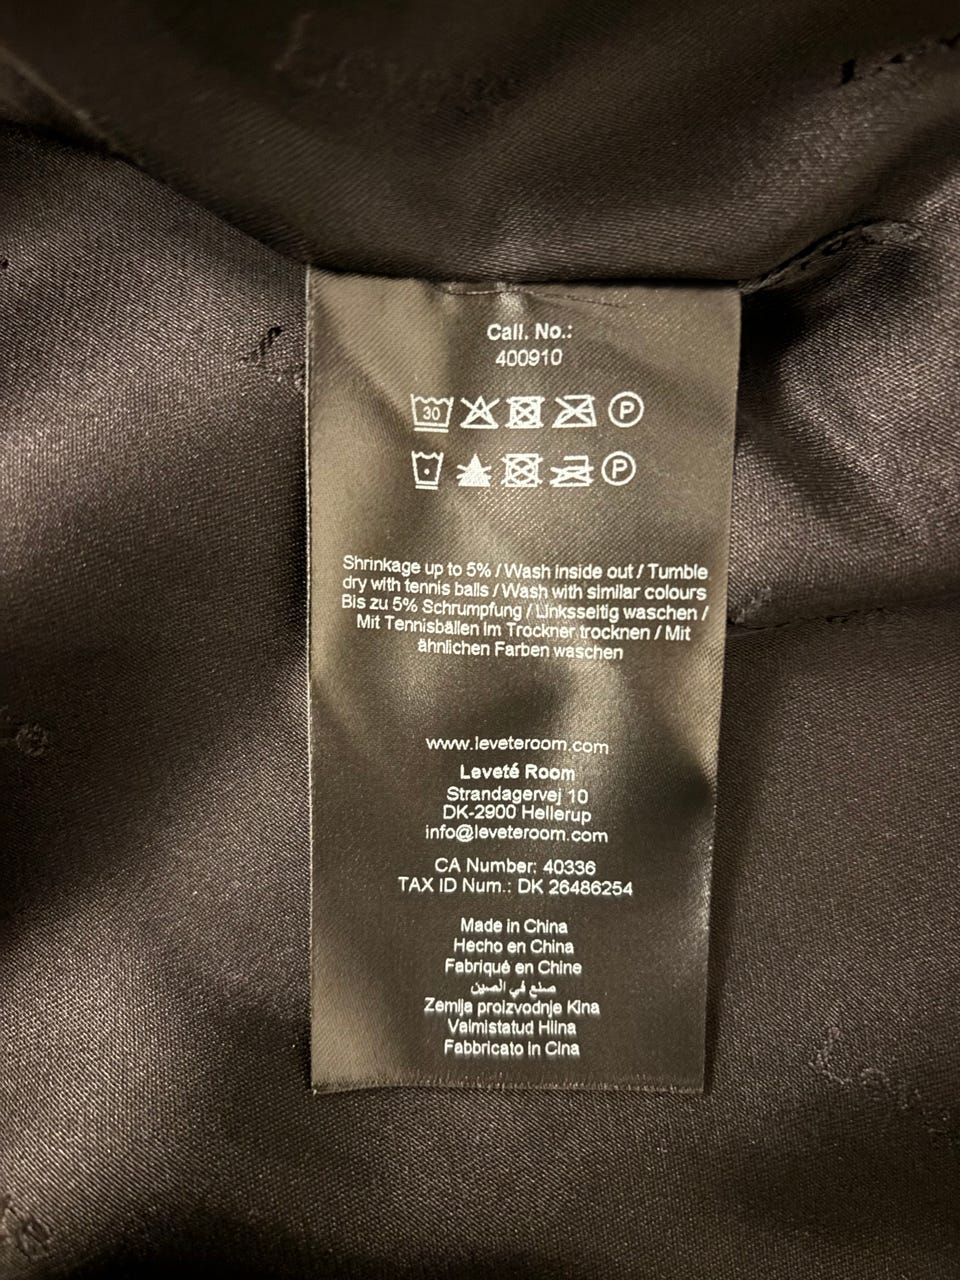 Call. No.:
400910
30 P
P
Shrinkage up to 5% / Wash inside out / Tumble
dry with tennis balls / Wash with similar colours
Bis zu 5% Schrumpfung / Linksseitig waschen /
Mit Tennisbällen im Trockner trocknen / Mit
ähnlichen Farben waschen
www.leveteroom.com
Leveté Room
Strandagervej 10
DK-2900 Hellerup
info@leveteroom.com
CA Number: 40336
TAX ID Num.: DK 26486254
Made in China
Hecho en China
Fabriqué en Chine
صنع في الصين
Zemlja proizvodnje Kina
Valmistatud Hiina
Fabbricato in Cina